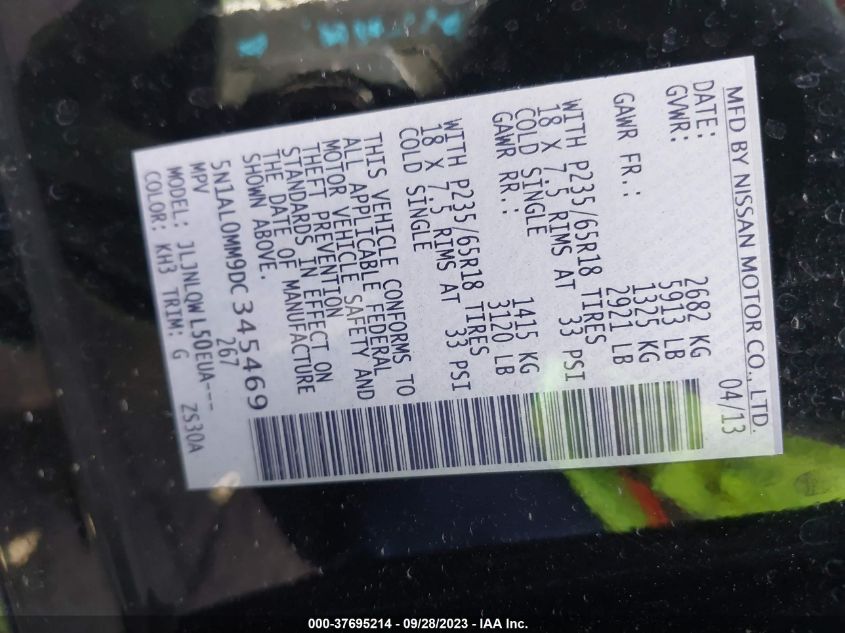 MFD BY NISSAN MOTOR CO., LTD.
DATE: 04/13
GVWR: 2682 KG
5913 LB
GAWR FR.: 1325 KG
2921 LB
WITH P235/65R18 TIRES
18 X 7.5 RIMS AT 33 PSI
COLD SINGLE
GAWR RR.: 1415 KG
3120 LB
WITH P235/65R18 TIRES
18 X 7.5 RIMS AT 33 PSI
COLD SINGLE
THIS VEHICLE CONFORMS TO
ALL APPLICABLE FEDERAL
MOTOR VEHICLE SAFETY AND
THEFT PREVENTION
STANDARDS IN EFFECT ON
THE DATE OF MANUFACTURE
SHOWN ABOVE.
5N1AL0MM9DC345469
MPV 267
MODEL: JLJNLQWL50EUA---
COLOR: KH3 TRIM: G ZS30A
000-37695214 - 09/28/2023 - IAA Inc.